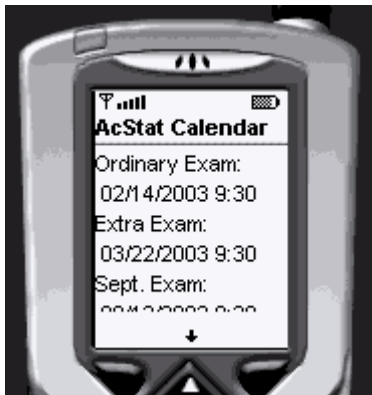 AcStat Calendar
Ordinary Exam:
02/14/2003 9:30
Extra Exam:
03/22/2003 9:30
Sept. Exam: